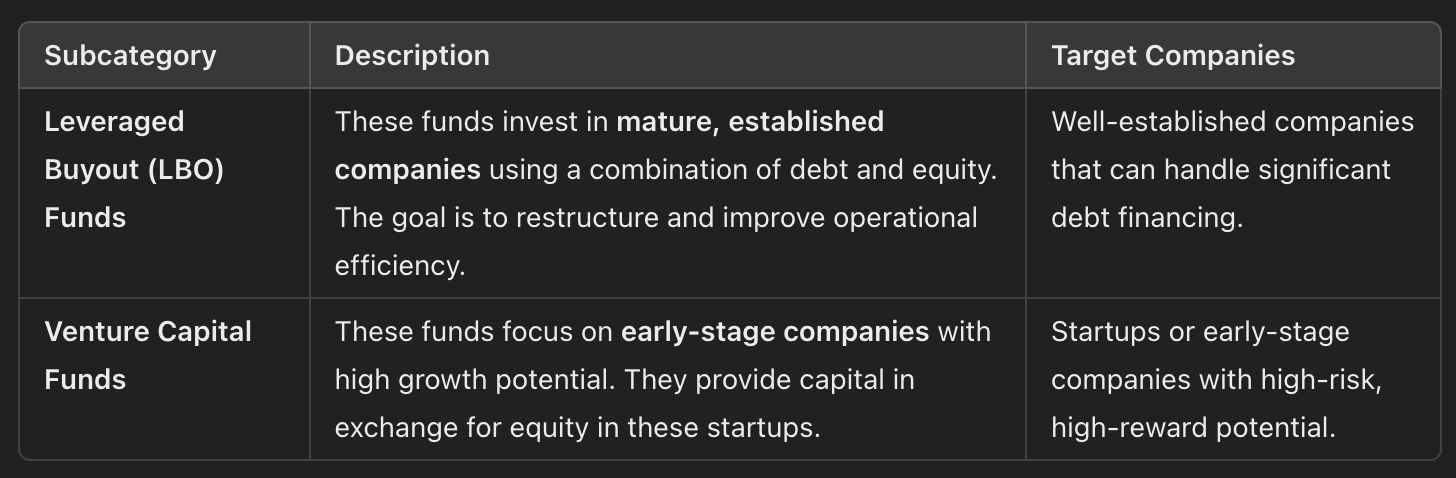 Subcategory
Description
Target Companies
Leveraged
Buyout (LBO)
Funds
These funds invest in mature, established
companies using a combination of debt and equity.
The goal is to restructure and improve operational
efficiency.
Well-established companies
that can handle significant
debt financing.
Venture Capital
Funds
These funds focus on early-stage companies with
high growth potential. They provide capital in
exchange for equity in these startups.
Startups or early-stage
companies with high-risk,
high-reward potential.